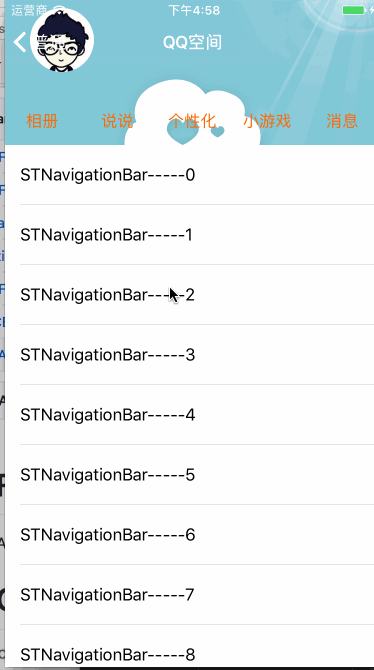 运营商
下午4:58
QQ空间
相册 说说 个性化 小游戏 消息
STNavigationBar-----0
STNavigationBar-----1
STNavigationBar-----2
STNavigationBar-----3
STNavigationBar-----4
STNavigationBar-----5
STNavigationBar-----6
STNavigationBar-----7
STNavigationBar-----8